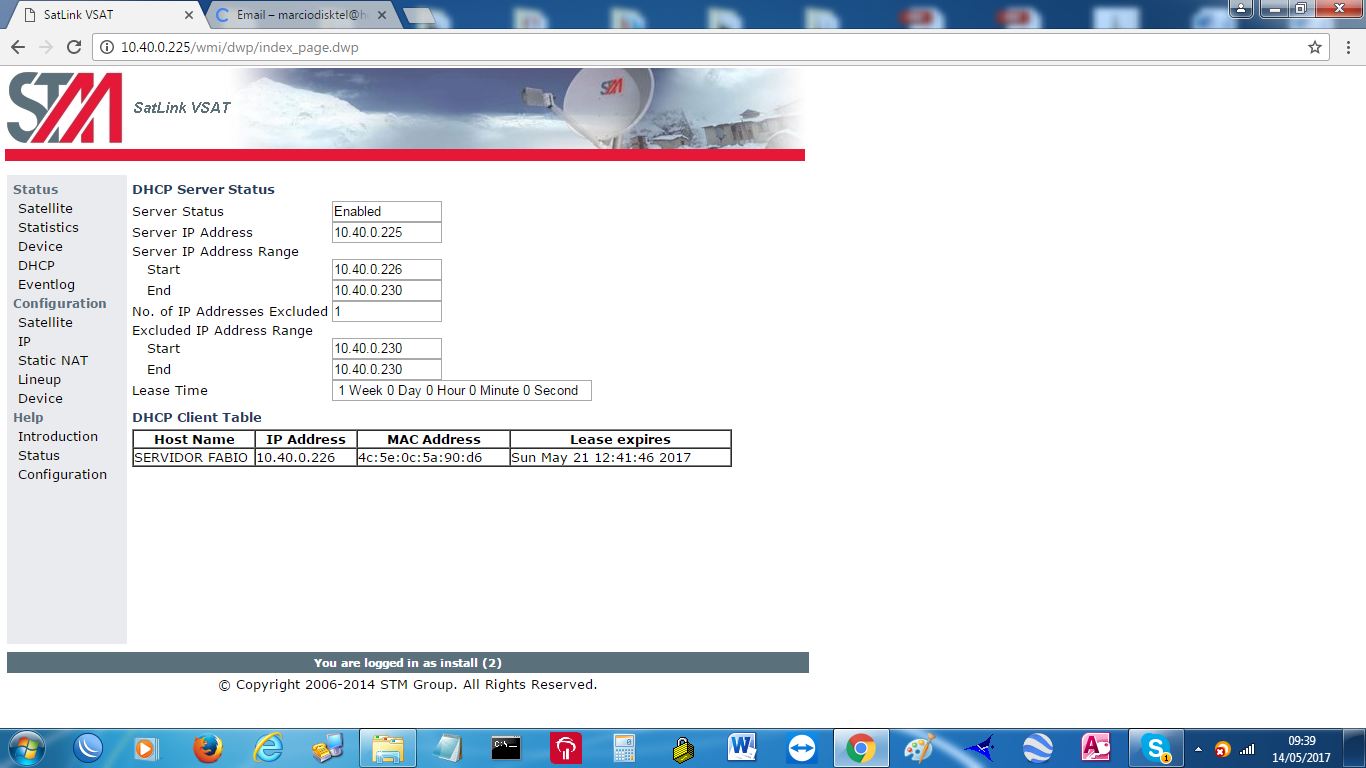 SatLink VSAT
Email – marciodisktel@h
10.40.0.225/wmi/dwp/index_page.dwp
STM
SatLink VSAT
STM
Status
Satellite
Statistics
Device
DHCP
Eventlog
Configuration
Satellite
IP
Static NAT
Lineup
Device
Help
Introduction
Status
Configuration
DHCP Server Status
Server Status Enabled
Server IP Address 10.40.0.225
Server IP Address Range
Start 10.40.0.226
End 10.40.0.230
No. of IP Addresses Excluded 1
Excluded IP Address Range
Start 10.40.0.230
End 10.40.0.230
Lease Time 1 Week 0 Day 0 Hour 0 Minute 0 Second
DHCP Client Table
Host Name IP Address MAC Address Lease expires
SERVIDOR FABIO 10.40.0.226 4c:5e:0c:5a:90:d6 Sun May 21 12:41:46 2017
You are logged in as install (2)
© Copyright 2006-2014 STM Group. All Rights Reserved.
09:39
14/05/2017